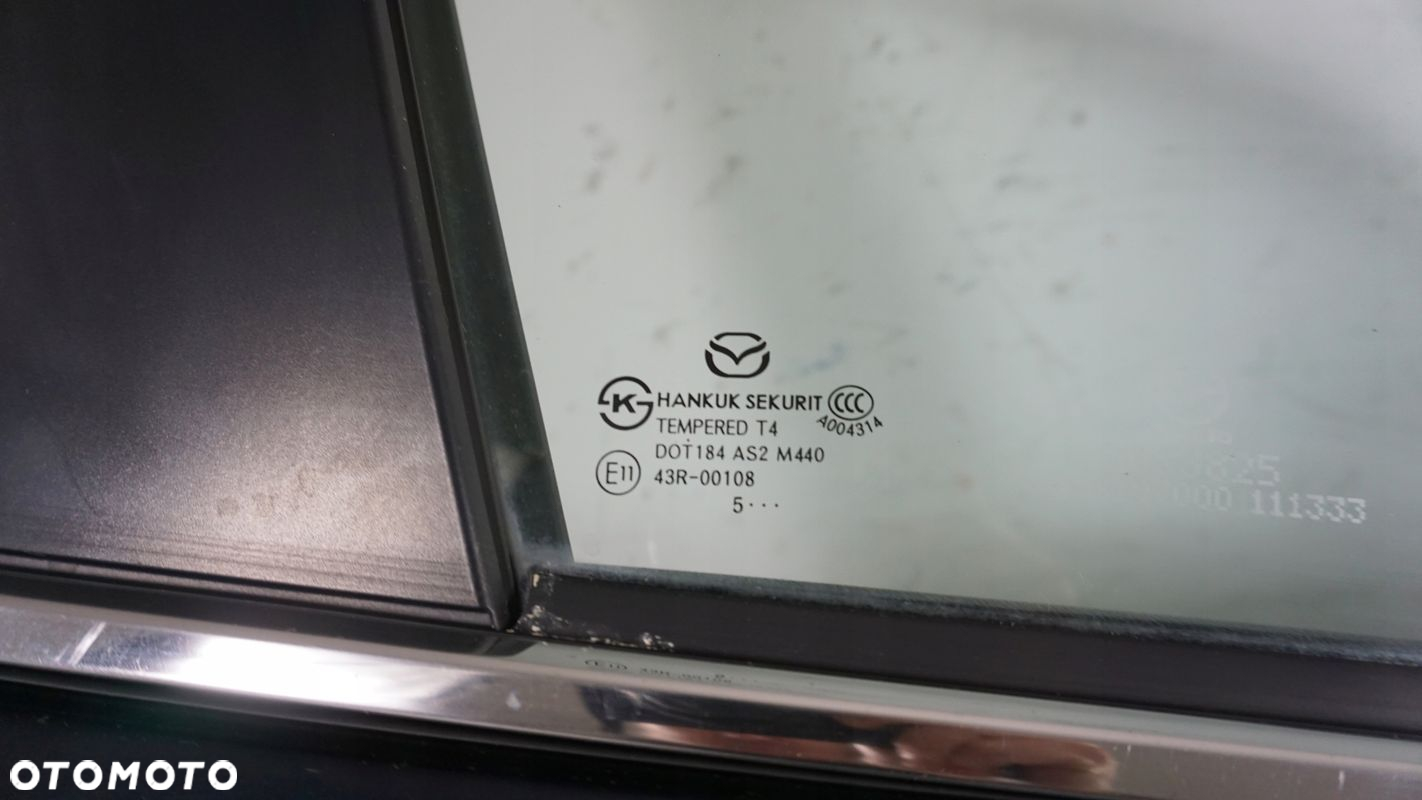 K HANKUK SEKURIT CCC
A004314
TEMPERED T4
DOT184 AS2 M440
E11 43R-00108
5···
111333
OTOMOTO